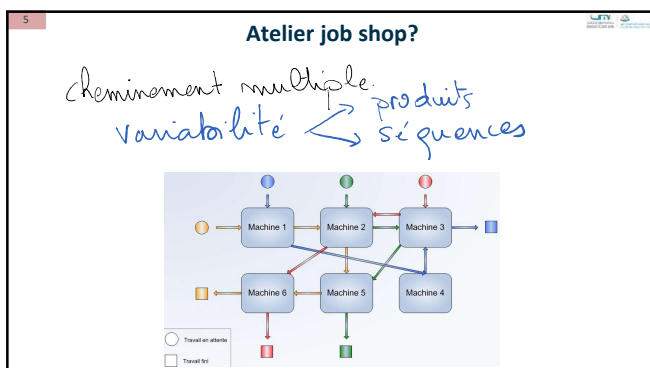 5
Atelier job shop?
cheminement multiple.
variabilité
produits
séquences
Machine 1
Machine 2
Machine 3
Machine 6
Machine 5
Machine 4
Travail en attente
Travail fini